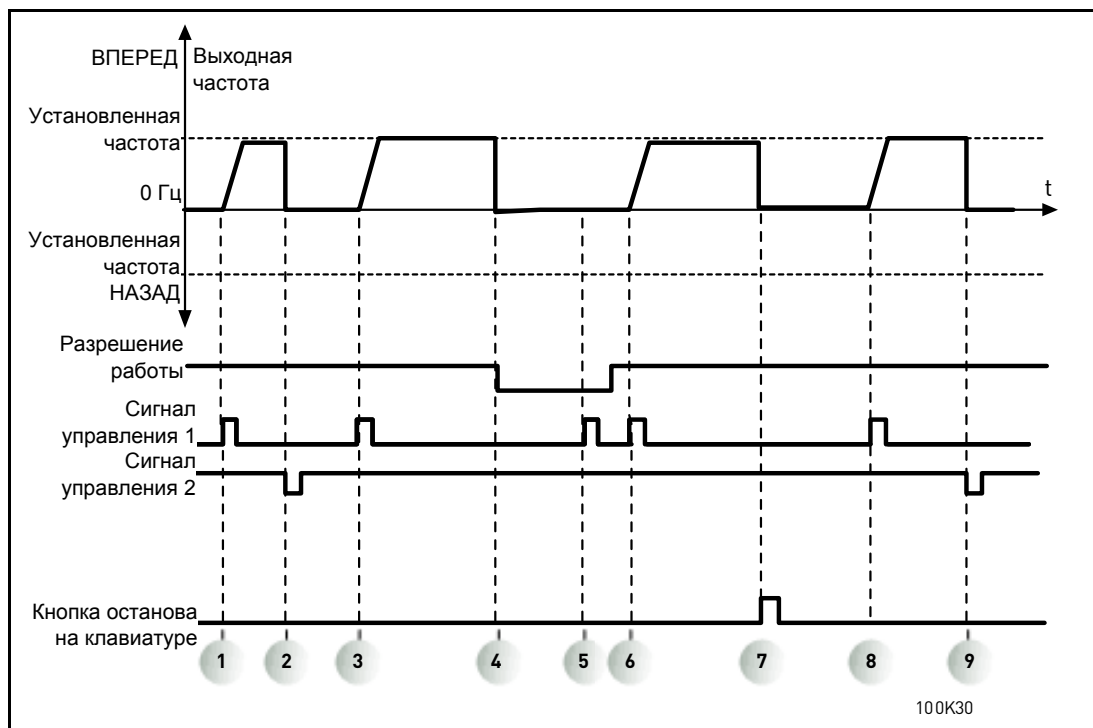 ВПЕРЕД
Выходная
частота
Установленная
частота
0 Гц
t
Установленная
частота
НАЗАД
Разрешение
работы
Сигнал
управления 1
Сигнал
управления 2
Кнопка останова
на клавиатуре
1 2 3 4 5 6 7 8 9
100K30